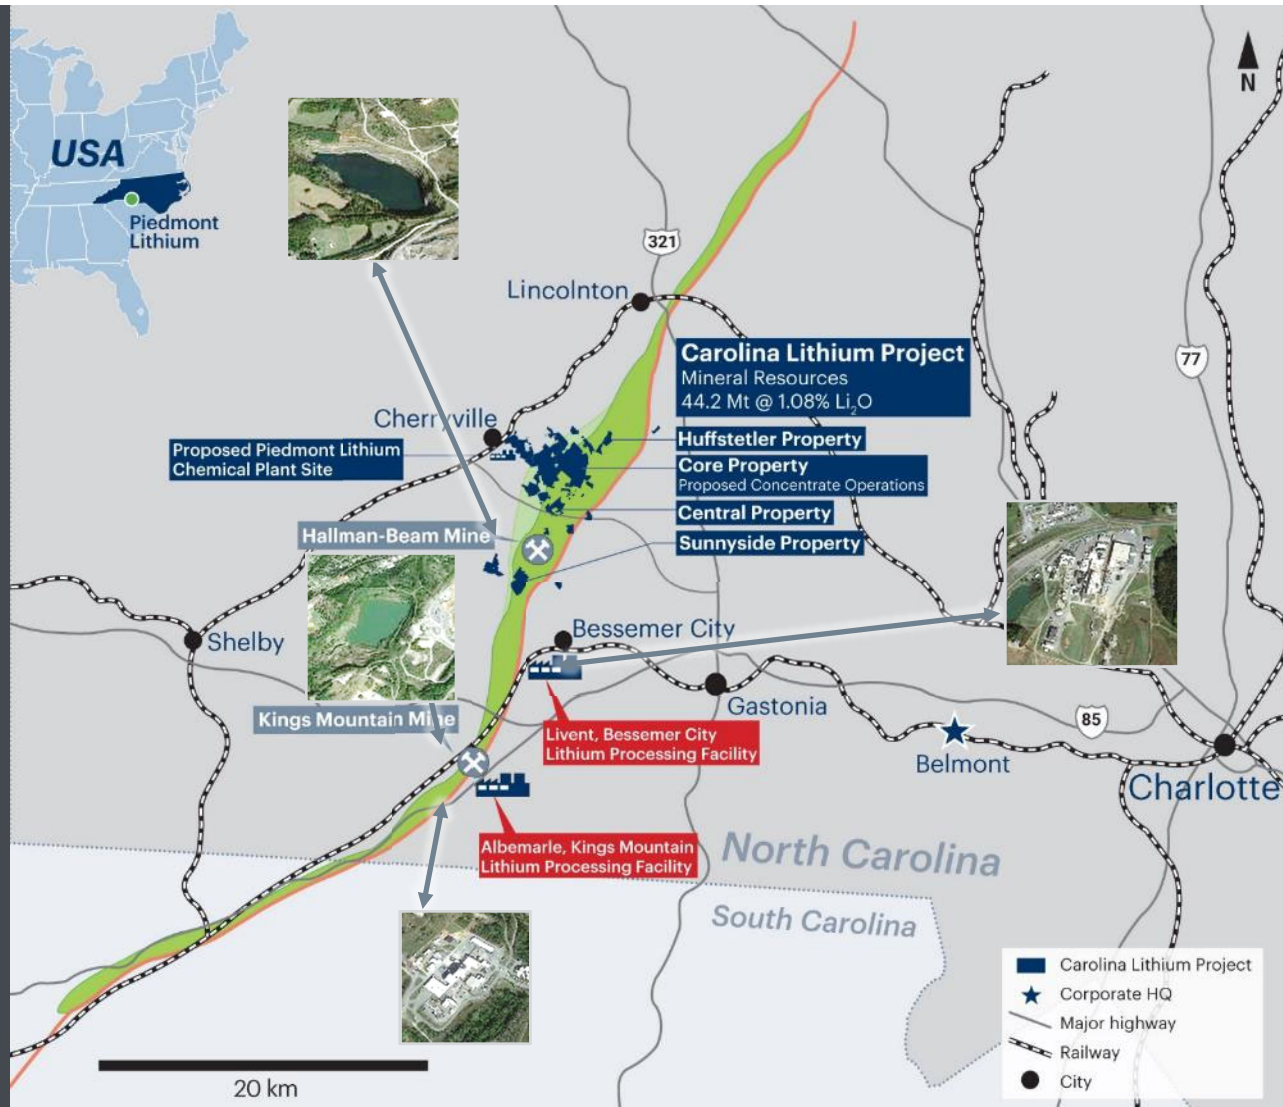 USA
Piedmont
Lithium
N
321
Lincolnton
77
Carolina Lithium Project
Mineral Resources
44.2 Mt @ 1.08% Li₂O
Cherryville
Huffstetler Property
Proposed Piedmont Lithium
Chemical Plant Site
Core Property
Proposed Concentrate Operations
Central Property
Hallman-Beam Mine
Sunnyside Property
Shelby
Bessemer City
Gastonia
Kings Mountain Mine
85
Livent, Bessemer City
Lithium Processing Facility
Belmont
Charlotte
Albemarle, Kings Mountain
Lithium Processing Facility
North Carolina
South Carolina
Carolina Lithium Project
Corporate HQ
Major highway
Railway
City
20 km